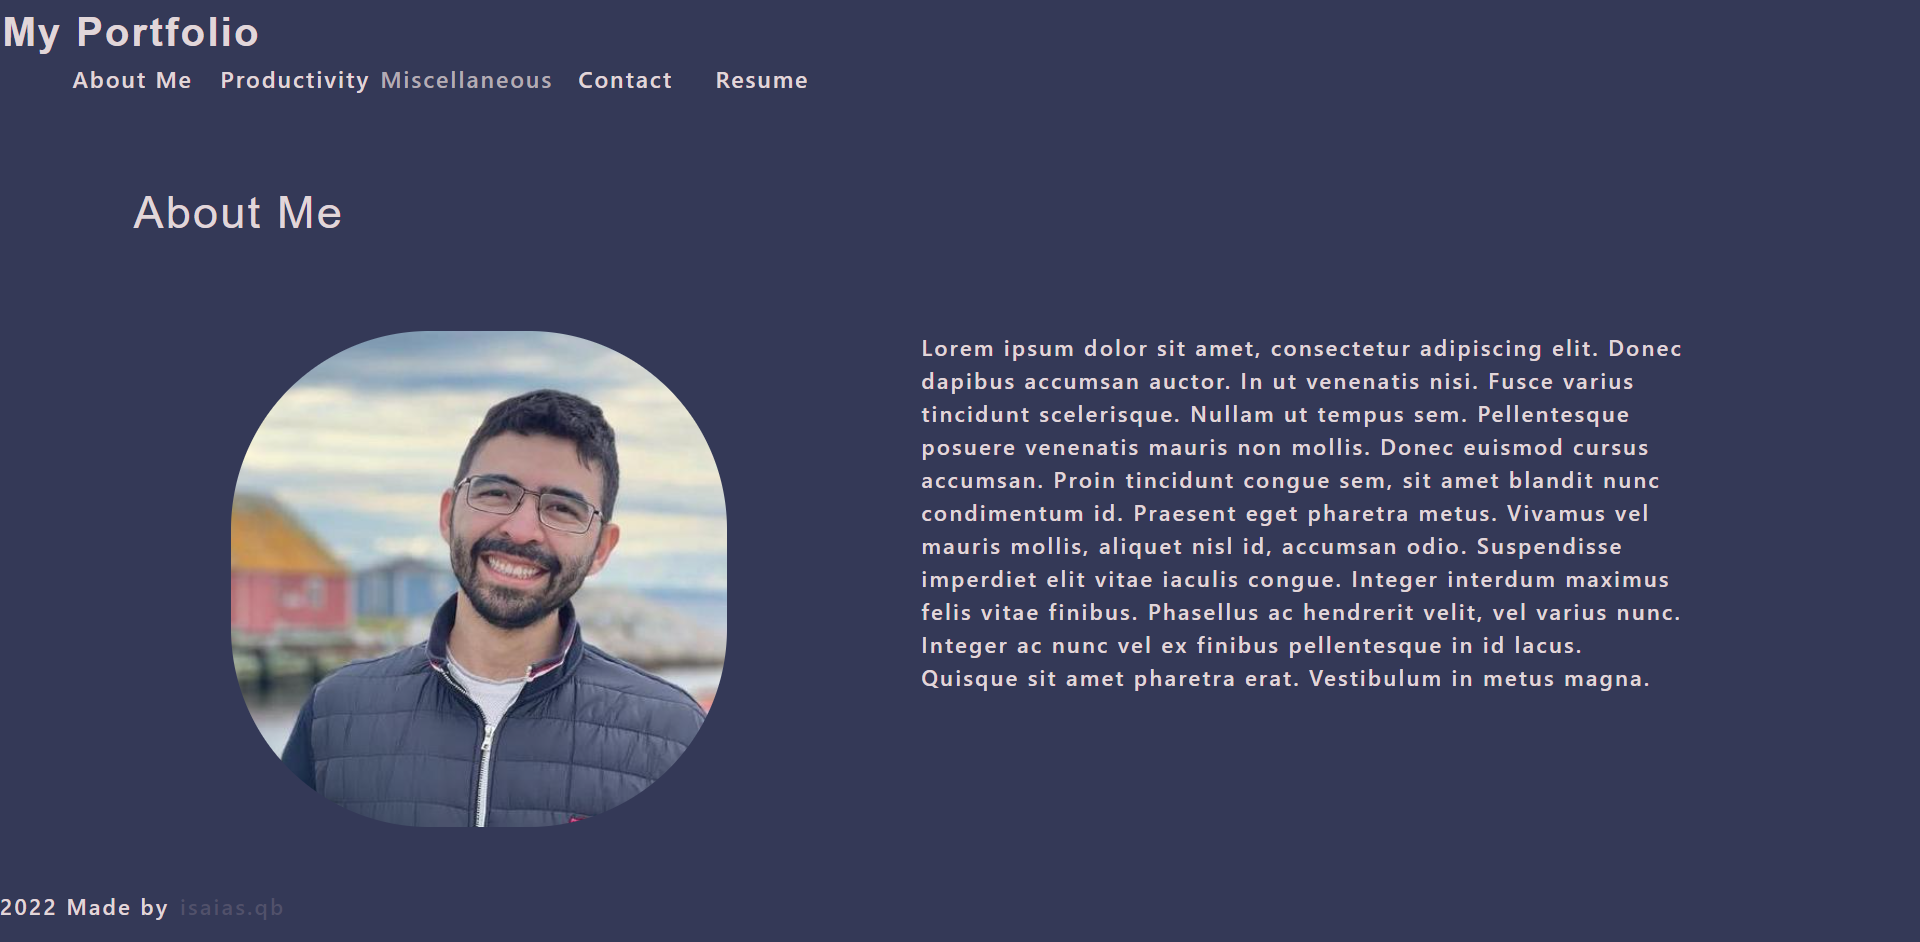 My Portfolio
About Me Productivity Miscellaneous Contact Resume
About Me
Lorem ipsum dolor sit amet, consectetur adipiscing elit. Donec
dapibus accumsan auctor. In ut venenatis nisi. Fusce varius
tincidunt scelerisque. Nullam ut tempus sem. Pellentesque
posuere venenatis mauris non mollis. Donec euismod cursus
accumsan. Proin tincidunt congue sem, sit amet blandit nunc
condimentum id. Praesent eget pharetra metus. Vivamus vel
mauris mollis, aliquet nisl id, accumsan odio. Suspendisse
imperdiet elit vitae iaculis congue. Integer interdum maximus
felis vitae finibus. Phasellus ac hendrerit velit, vel varius nunc.
Integer ac nunc vel ex finibus pellentesque in id lacus.
Quisque sit amet pharetra erat. Vestibulum in metus magna.
2022 Made by isaias.qb